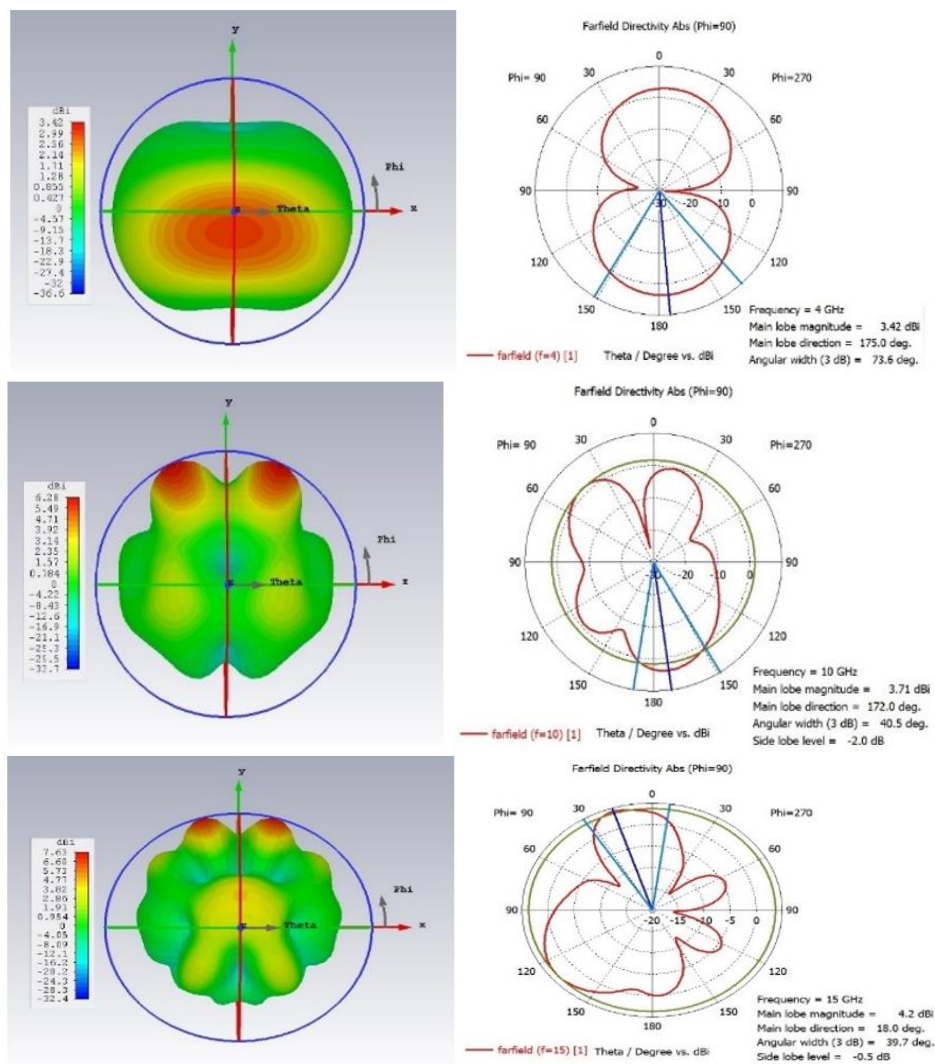 y
dBi
3.42
2.99
2.56
2.14
1.71
1.28
0.855
0.427
0
-4.57
-9.14
-13.7
-18.3
-22.9
-27.4
-32
-36.6
Phi
z
Theta
x
Farfield Directivity Abs (Phi=90)
0
Phi= 90 30 30 Phi=270
60 60
90 -30 -20 -10 0 90
120 120
150 150
180
Frequency = 4 GHz
Main lobe magnitude = 3.42 dBi
Main lobe direction = 175.0 deg.
Angular width (3 dB) = 73.6 deg.
farfield (f=4) [1] Theta / Degree vs. dBi
y
dBi
6.28
5.49
4.71
3.92
3.14
2.35
1.57
0.784
0
-4.22
-8.43
-12.6
-16.9
-21.1
-25.3
-29.5
-33.7
Phi
z
Theta
x
Farfield Directivity Abs (Phi=90)
0
Phi= 90 30 30 Phi=270
60 60
90 -30 -20 -10 0 90
120 120
150 150
180
Frequency = 10 GHz
Main lobe magnitude = 3.71 dBi
Main lobe direction = 172.0 deg.
Angular width (3 dB) = 40.5 deg.
Side lobe level = -2.0 dB
farfield (f=10) [1] Theta / Degree vs. dBi
y
dBi
7.63
6.68
5.72
4.77
3.82
2.86
1.91
0.954
0
-4.05
-8.09
-12.1
-16.2
-20.2
-24.3
-28.3
-32.4
Phi
z
Theta
x
Farfield Directivity Abs (Phi=90)
0
Phi= 90 30 30 Phi=270
60 60
90 -20 -15 -10 -5 0 90
120 120
150 150
180
Frequency = 15 GHz
Main lobe magnitude = 4.2 dBi
Main lobe direction = 18.0 deg.
Angular width (3 dB) = 39.7 deg.
Side lobe level = -0.5 dB
farfield (f=15) [1] Theta / Degree vs. dBi